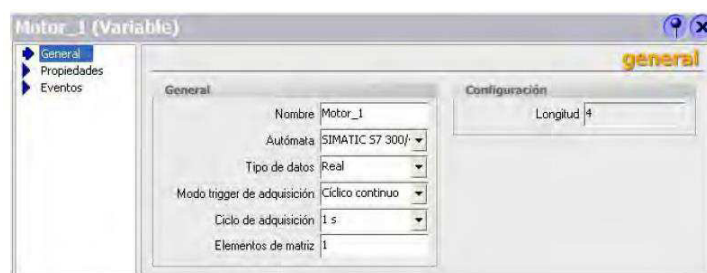 Motor_1 (Variable)
General
Propiedades
Eventos
general
General
Nombre Motor_1
Autómata SIMATIC S7 300/
Tipo de datos Real
Modo trigger de adquisición Cíclico continuo
Ciclo de adquisición 1 s
Elementos de matriz 1
Configuración
Longitud 4